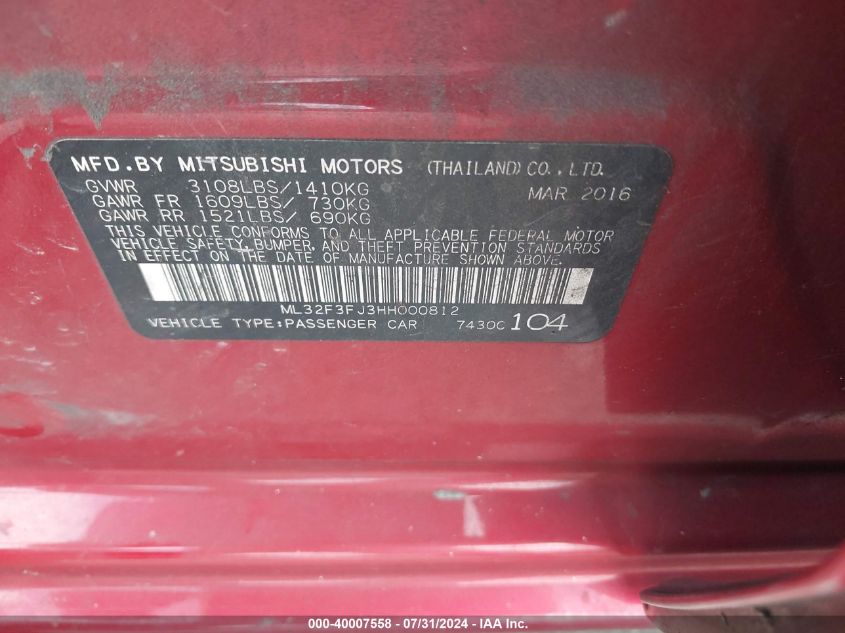 MFD.BY MITSUBISHI MOTORS (THAILAND) CO., LTD.
GVWR 3108LBS/1410KG MAR 2016
GAWR FR 1609LBS/ 730KG
GAWR RR 1521LBS/ 690KG
THIS VEHICLE CONFORMS TO ALL APPLICABLE FEDERAL MOTOR
VEHICLE SAFETY, BUMPER, AND THEFT PREVENTION STANDARDS
IN EFFECT ON THE DATE OF MANUFACTURE SHOWN ABOVE.
ML32F3FJ3HH000812
VEHICLE TYPE:PASSENGER CAR 7430C 104
000-40007558 - 07/31/2024 - IAA Inc.